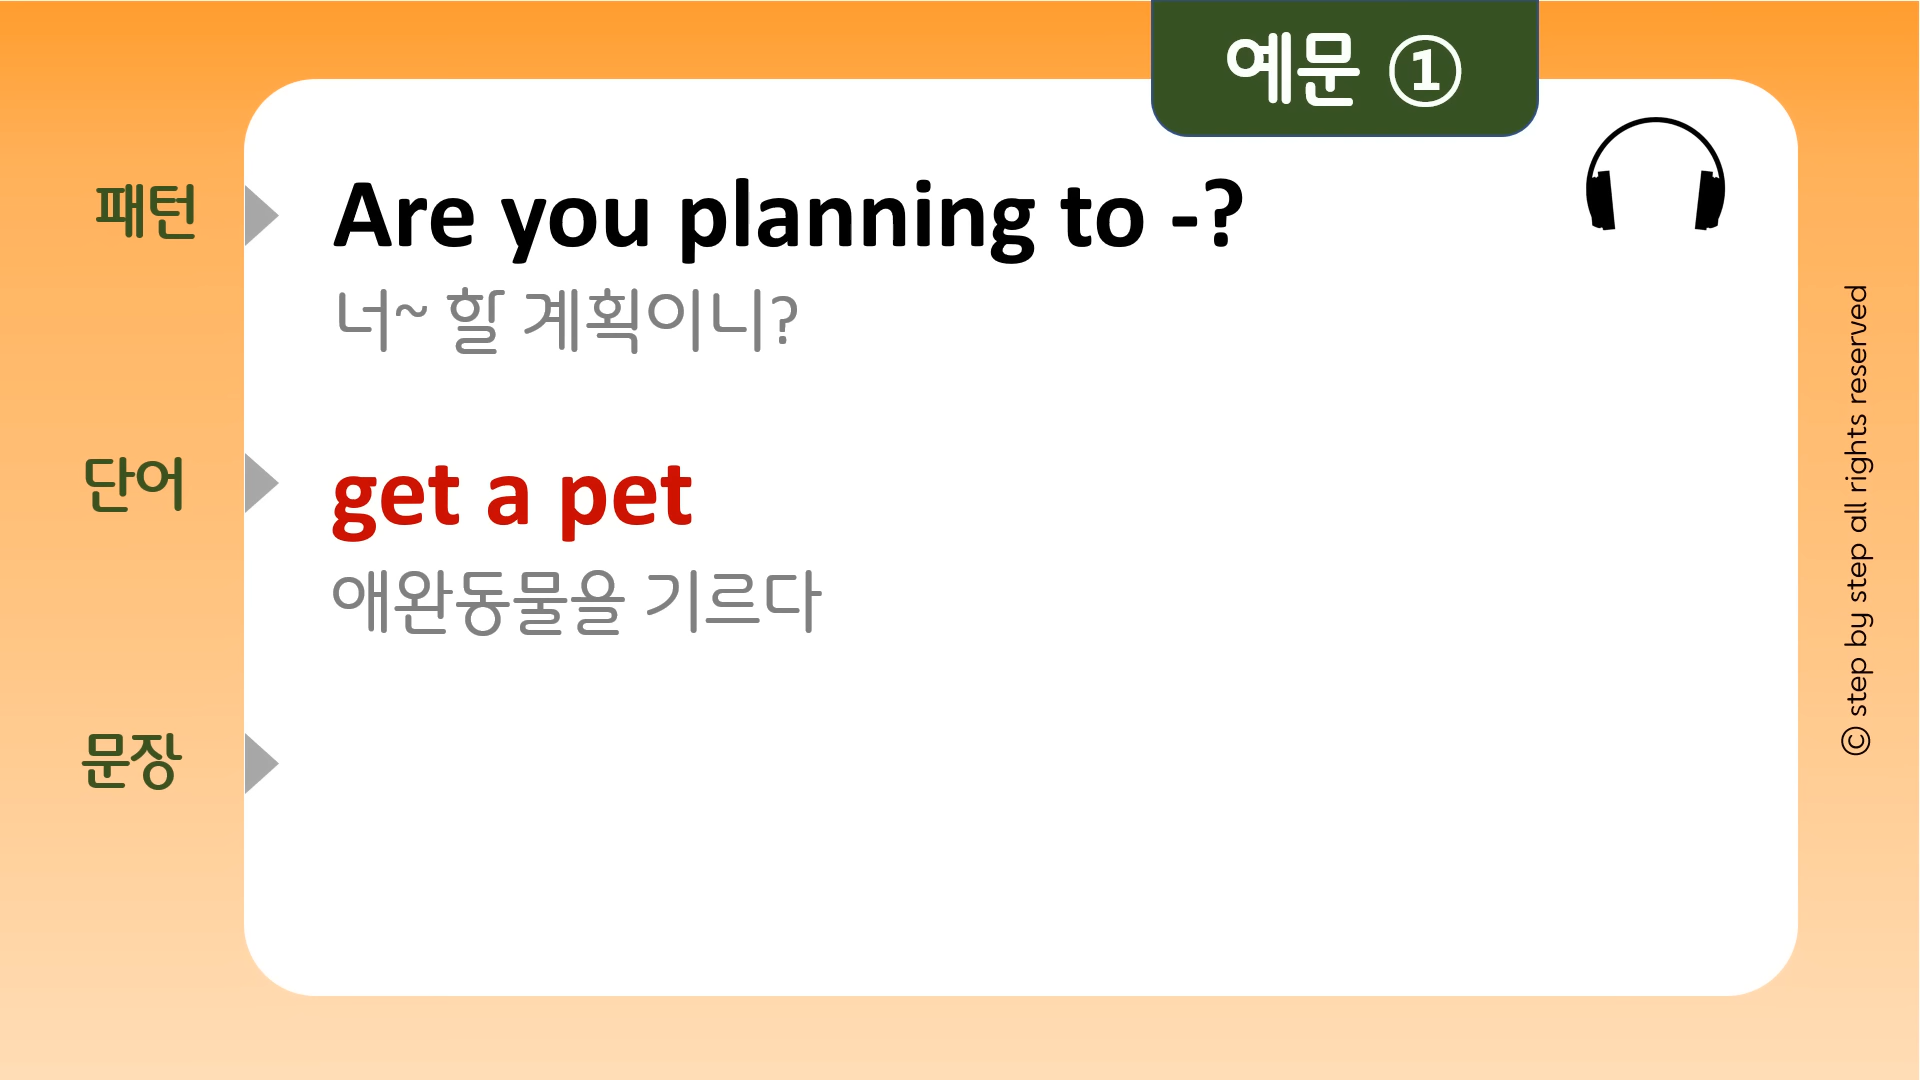 예문 ①
패턴
Are you planning to -?
너~ 할 계획이니?
단어
get a pet
애완동물을 기르다
문장
© step by step all rights reserved